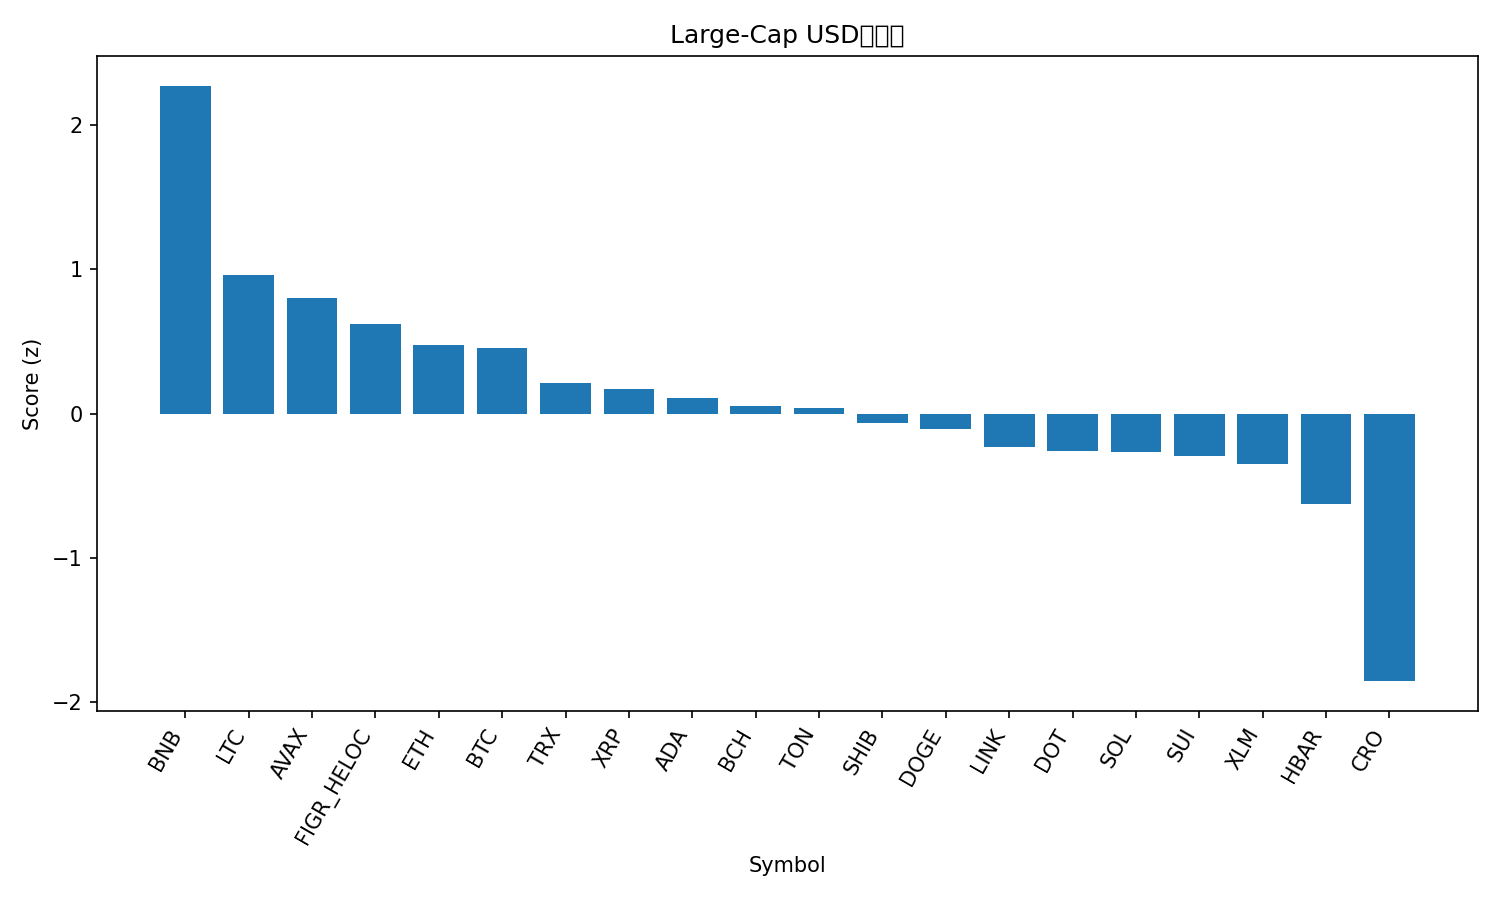 Large-Cap USD
Score (z)
2
1
0
−1
−2
BNB
LTC
AVAX
FIGR_HELOC
ETH
BTC
TRX
XRP
ADA
BCH
TON
SHIB
DOGE
LINK
DOT
SOL
SUI
XLM
HBAR
CRO
Symbol